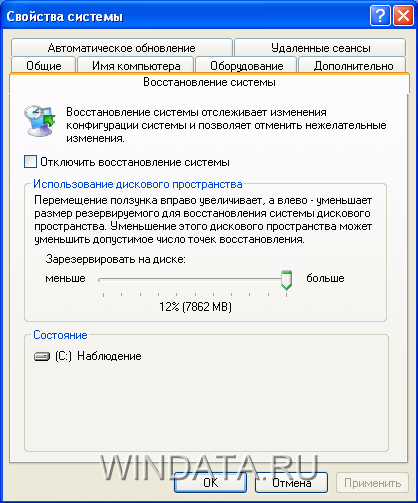 Свойства системы
Автоматическое обновление
Удаленные сеансы
Общие
Имя компьютера
Оборудование
Дополнительно
Восстановление системы
Восстановление системы отслеживает изменения
конфигурации системы и позволяет отменить нежелательные
изменения.
Отключить восстановление системы
Использование дискового пространства
Перемещение ползунка вправо увеличивает, а влево - уменьшает
размер резервируемого для восстановления системы дискового
пространства. Уменьшение этого дискового пространства может
уменьшить допустимое число точек восстановления.
Зарезервировать на диске:
меньше
больше
12% (7862 MB)
Состояние
(C:) Наблюдение
WINDATA.RU
OK
Отмена
Применить